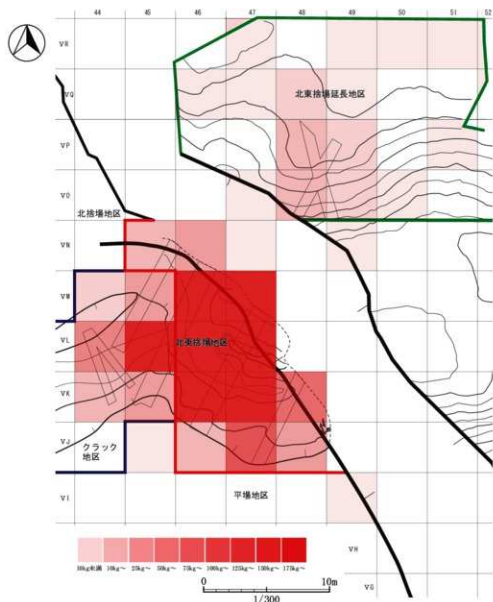 44 45 46 47 48 49 50 51 52
VR
VQ
北東捨場延長地区
VP
VO
北捨場地区
VN
VM
VL
北東捨場地区
VK
VJ
クラック
地区
VI
平場地区
VH
VG
10kg未満 10kg～ 25kg～ 50kg～ 75kg～ 100kg～ 125kg～ 150kg～ 175kg～
0 10m
1/300